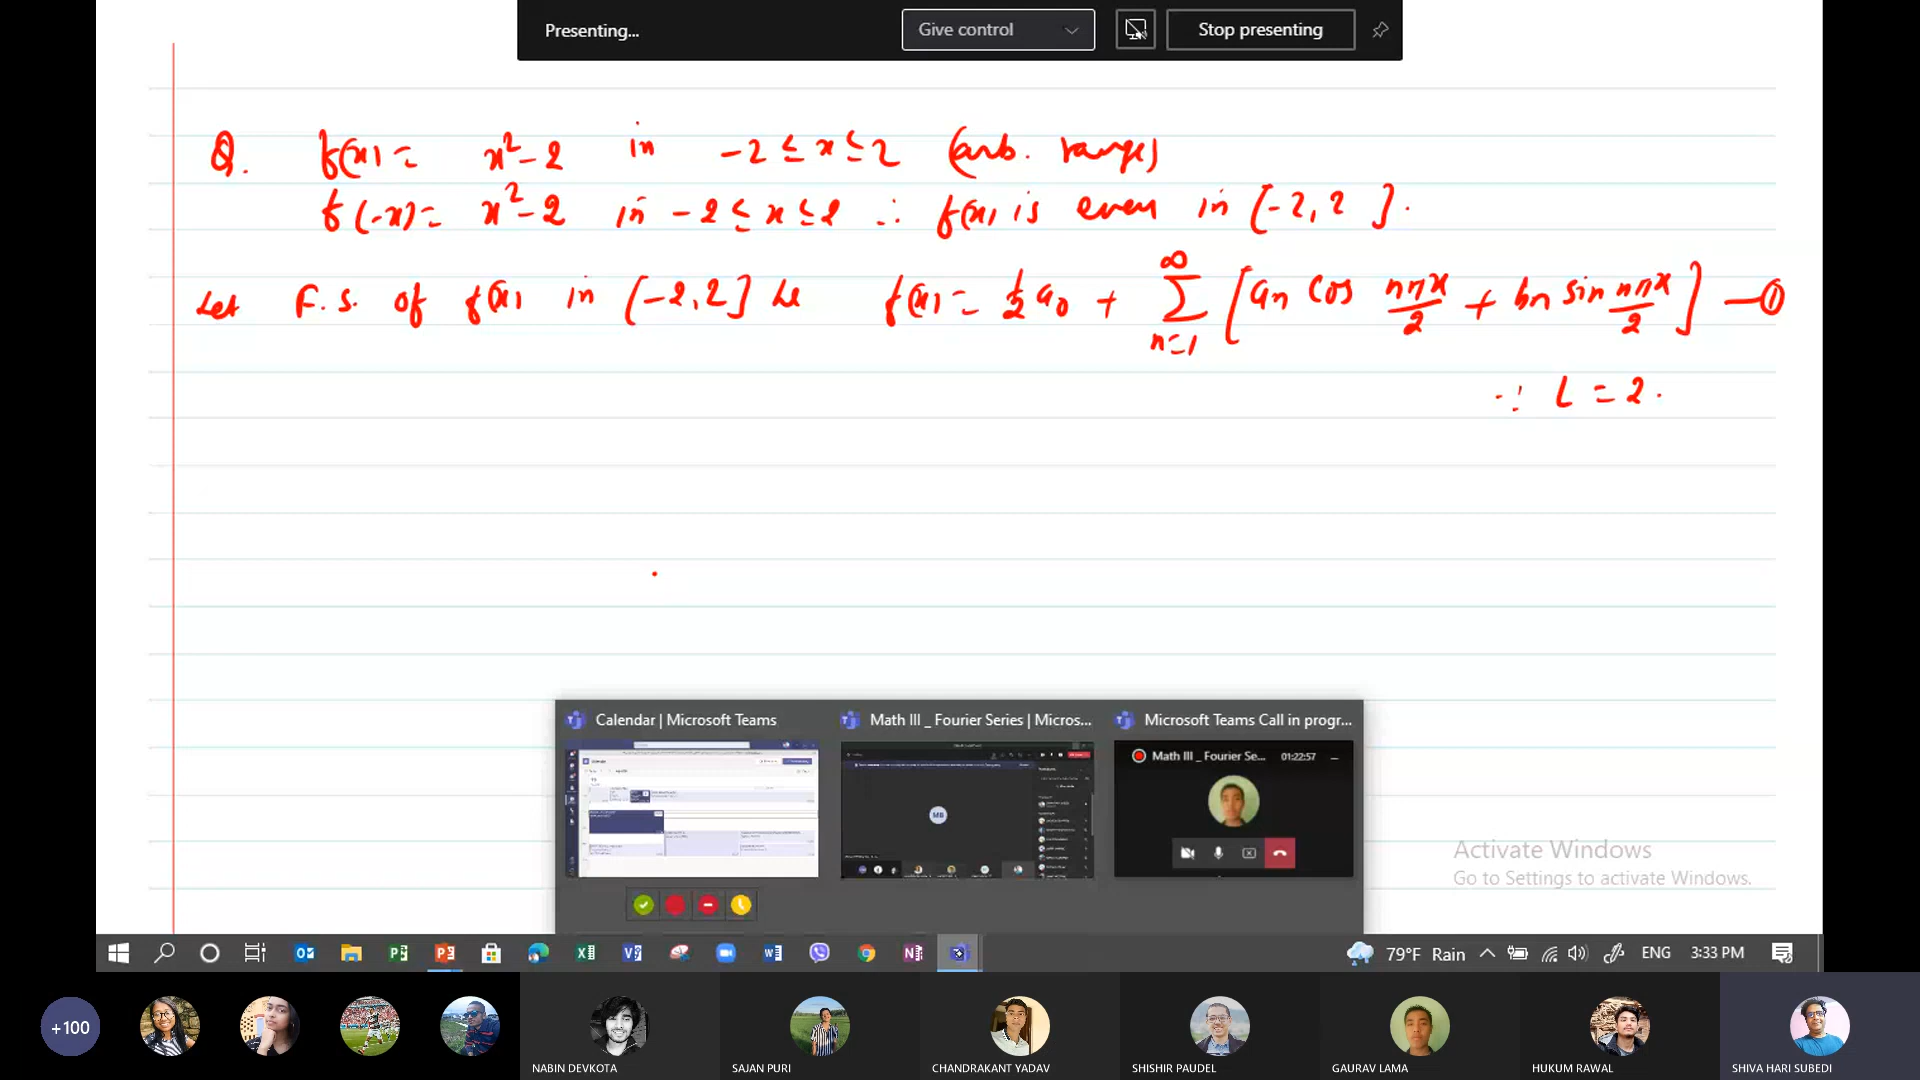 Presenting...
Give control
Stop presenting
Q. f(x) = x²-2 in -2 ≤ x ≤ 2 (arb. range)
f(-x) = x²-2 in -2 ≤ x ≤ 2 ∴ f(x) is even in [-2, 2].
Let F.S. of f(x) in [-2, 2] be f(x) = ½ a₀ + ∞ Σ n=1 [an cos nπx/2 + bn sin nπx/2] — ①
∵ L = 2.
Calendar | Microsoft Teams
Math III _ Fourier Series | Micros...
Microsoft Teams Call in progr...
Math III _ Fourier Se... 01:22:57
MB
Activate Windows
Go to Settings to activate Windows.
79°F Rain ENG 3:33 PM
+100
NABIN DEVKOTA
SAJAN PURI
CHANDRAKANT YADAV
SHISHIR PAUDEL
GAURAV LAMA
HUKUM RAWAL
SHIVA HARI SUBEDI